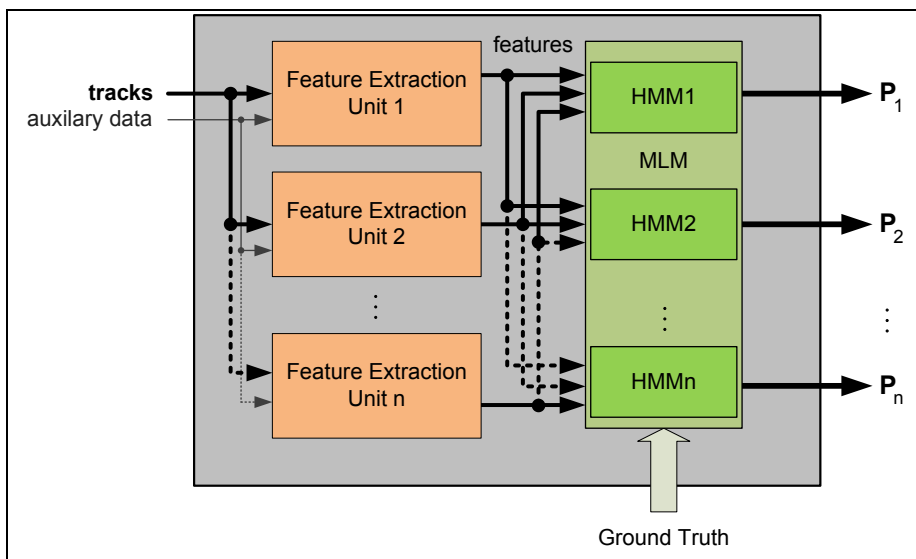 features
Feature Extraction
Unit 1
tracks
auxilary data
HMM1
P1
MLM
Feature Extraction
Unit 2
HMM2
P2
⋮
⋮
⋮
Feature Extraction
Unit n
HMMn
Pn
Ground Truth